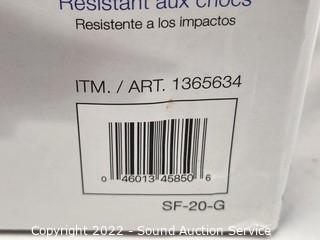 Résistant aux chocs
Resistente a los impactos
ITM. / ART. 1365634
0 46013 45850 6
SF-20-G
Copyright 2022 - Sound Auction Service